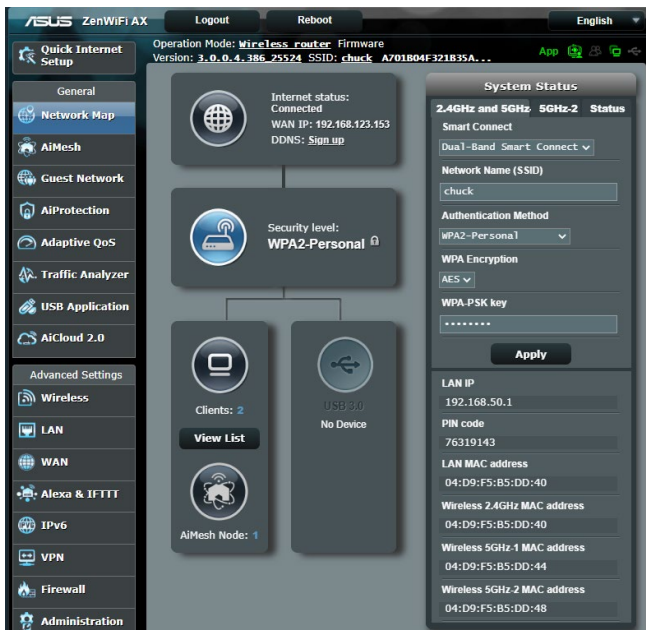 ASUS ZenWiFi AX Logout Reboot English
Quick Internet Setup
Operation Mode: Wireless router Firmware
Version: 3.0.0.4.386_25524 SSID: chuck A701B04F321B35A... App
General
Network Map
AiMesh
Guest Network
AiProtection
Adaptive QoS
Traffic Analyzer
USB Application
AiCloud 2.0
Advanced Settings
Wireless
LAN
WAN
Alexa & IFTTT
IPv6
VPN
Firewall
Administration
Internet status:
Connected
WAN IP: 192.168.123.153
DDNS: Sign up
Security level:
WPA2-Personal
Clients: 2
View List
AiMesh Node: 1
USB 3.0
No Device
System Status
2.4GHz and 5GHz- 5GHz-2 Status
Smart Connect
Dual-Band Smart Connect
Network Name (SSID)
chuck
Authentication Method
WPA2-Personal
WPA Encryption
AES
WPA-PSK key
••••••••
Apply
LAN IP
192.168.50.1
PIN code
76319143
LAN MAC address
04:D9:F5:B5:DD:40
Wireless 2.4GHz MAC address
04:D9:F5:B5:DD:40
Wireless 5GHz-1 MAC address
04:D9:F5:B5:DD:44
Wireless 5GHz-2 MAC address
04:D9:F5:B5:DD:48